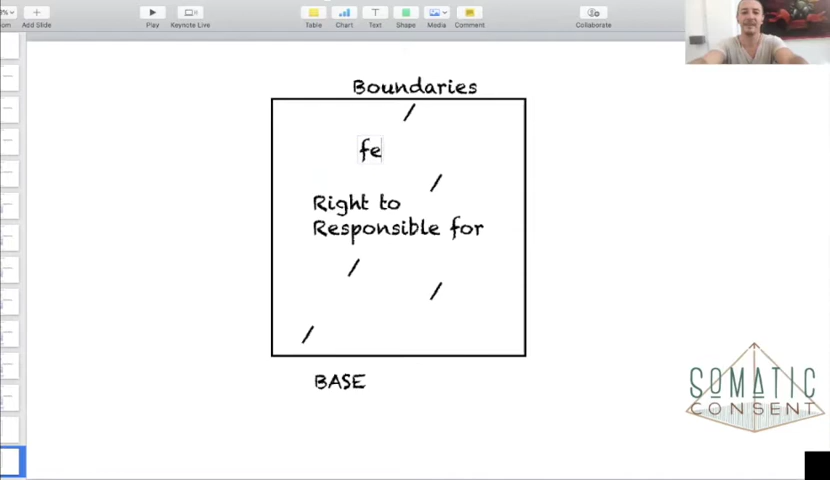 %
oom
Add Slide
Play
Keynote Live
Table
Chart
Text
Shape
Media
Comment
Collaborate
Boundaries
/
fe
/
Right to
Responsible for
/
/
/
BASE
SOMATIC
CONSENT